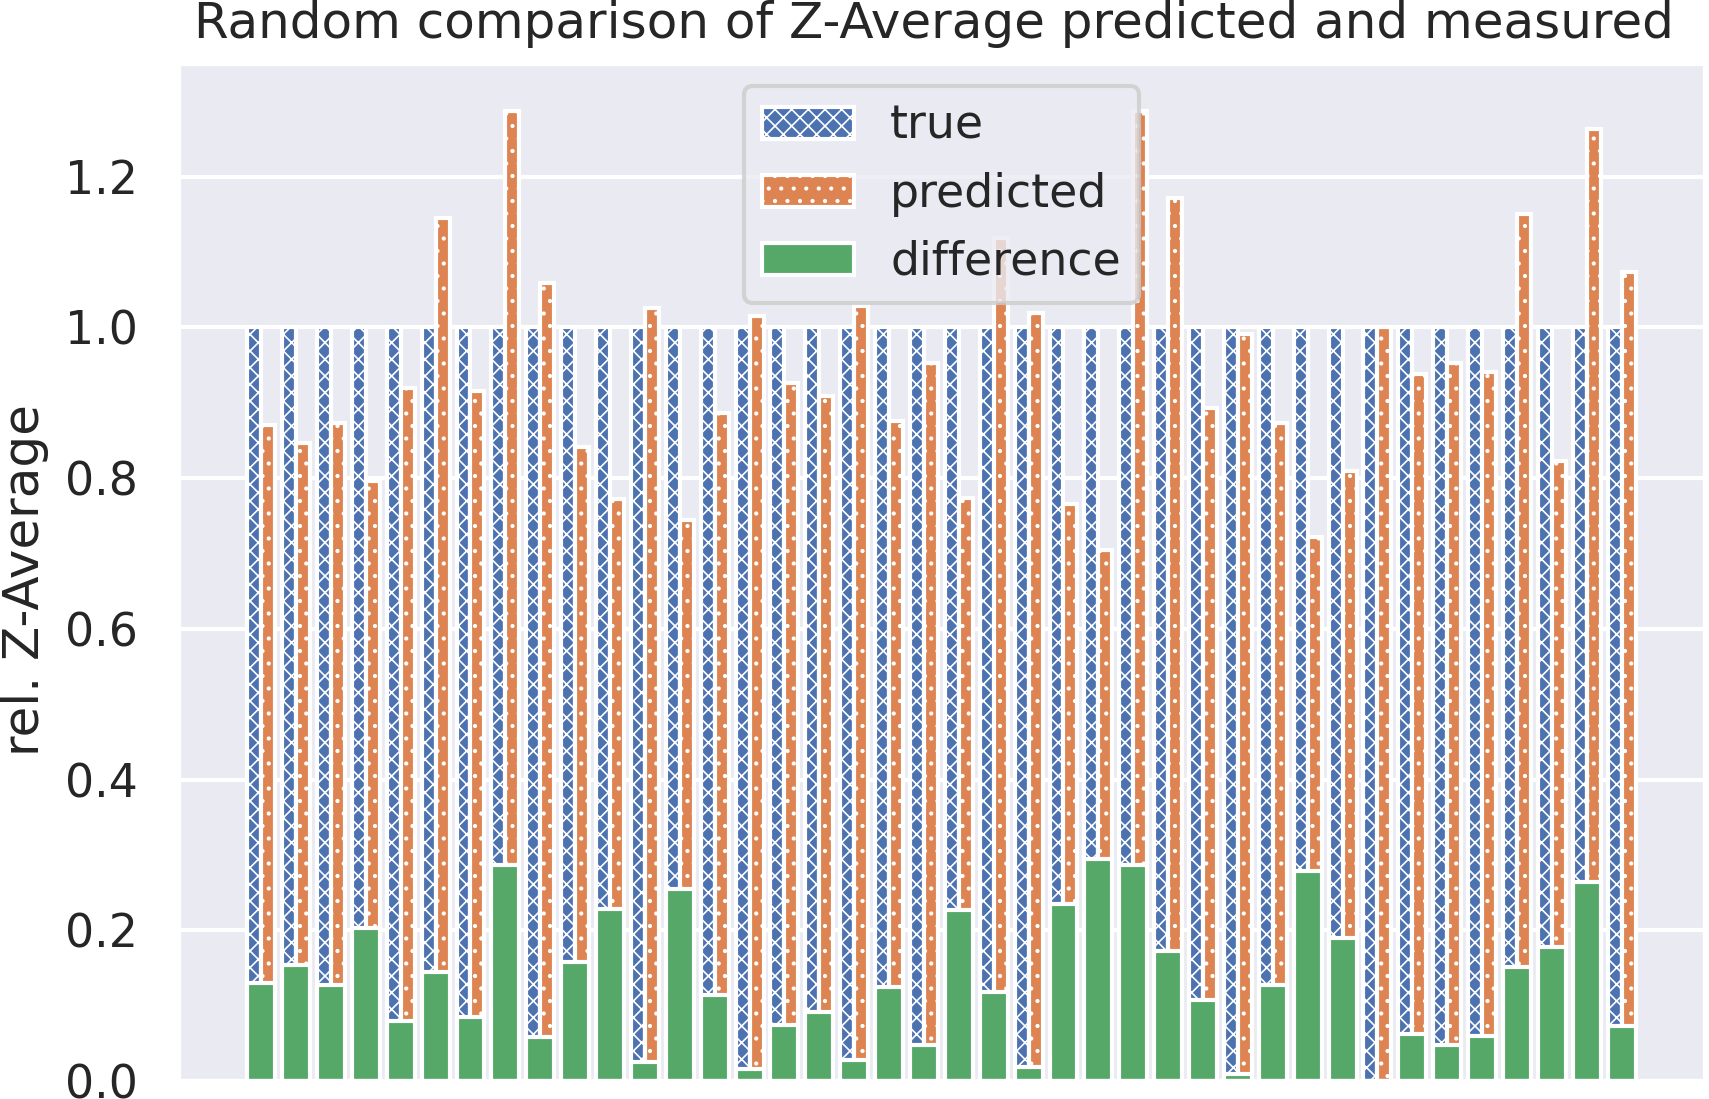 Random comparison of Z-Average predicted and measured
true
predicted
difference
rel. Z-Average
1.2
1.0
0.8
0.6
0.4
0.2
0.0